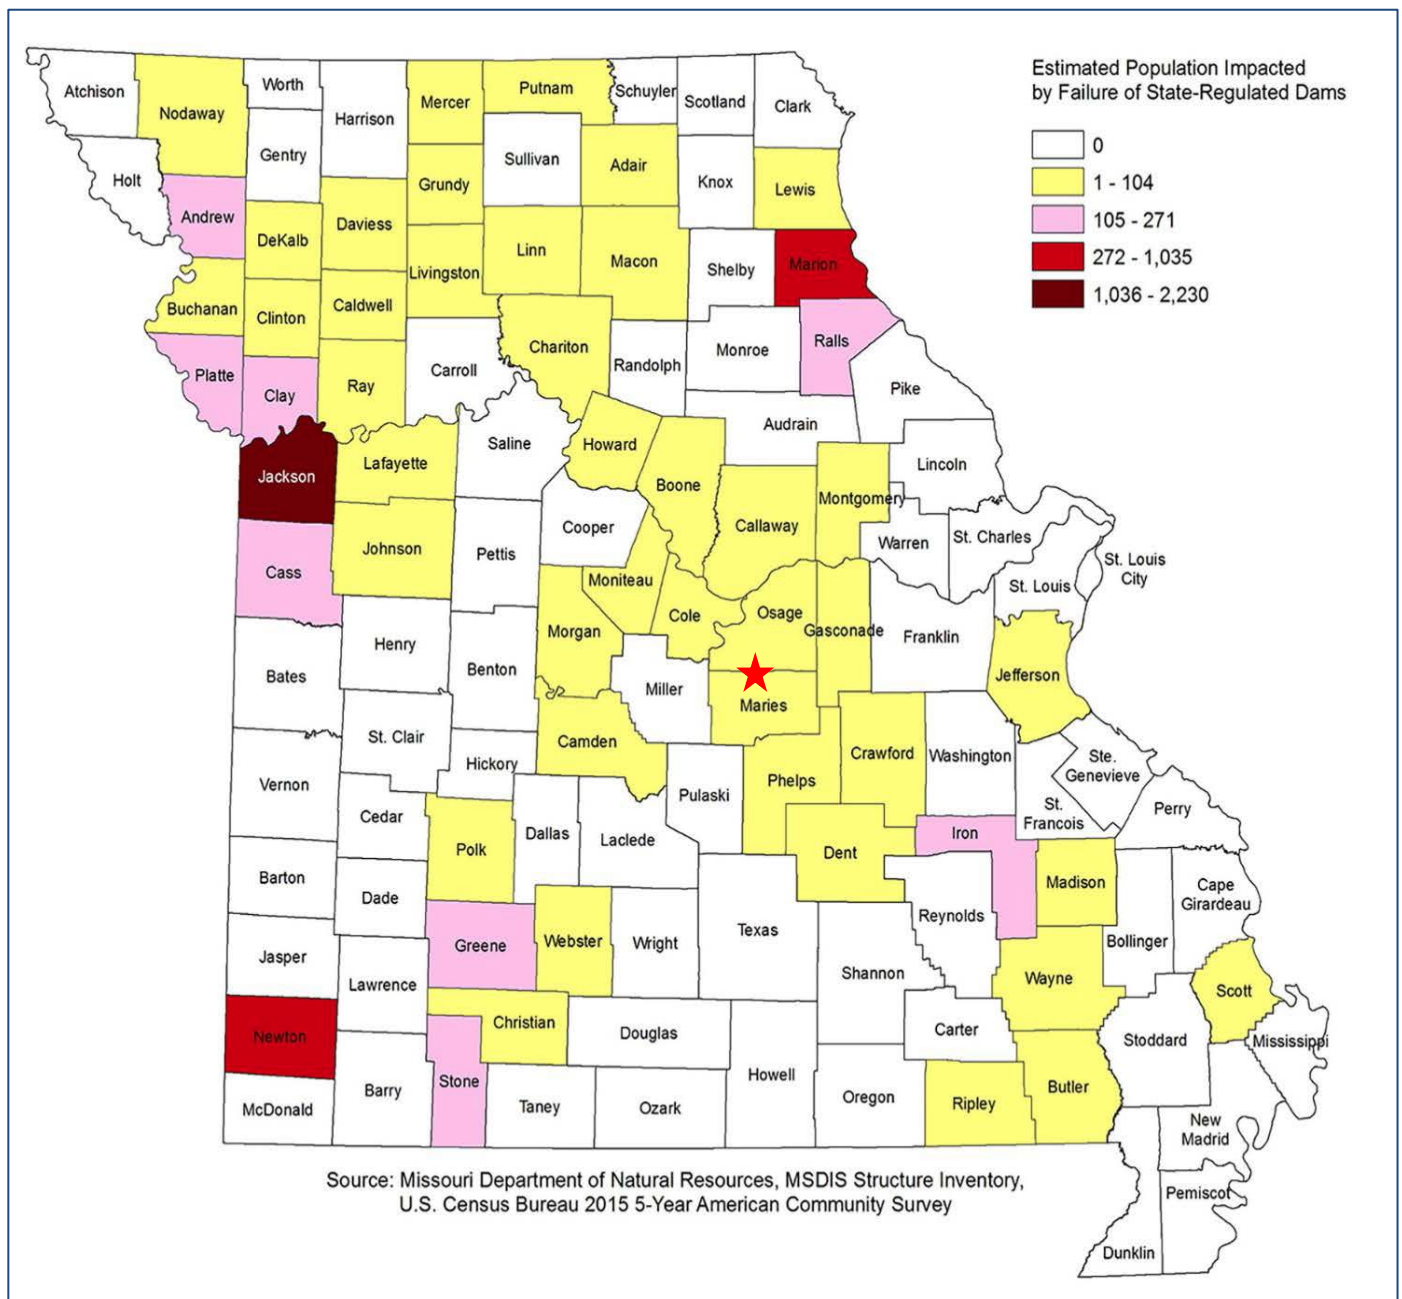 Estimated Population Impacted
by Failure of State-Regulated Dams
0
1 - 104
105 - 271
272 - 1,035
1,036 - 2,230
Atchison
Nodaway
Worth
Harrison
Mercer
Putnam
Schuyler
Scotland
Clark
Gentry
Sullivan
Adair
Knox
Lewis
Holt
Andrew
DeKalb
Daviess
Grundy
Linn
Macon
Shelby
Marion
Livingston
Buchanan
Clinton
Caldwell
Chariton
Randolph
Monroe
Ralls
Platte
Clay
Ray
Carroll
Pike
Audrain
Saline
Howard
Jackson
Lafayette
Boone
Lincoln
Callaway
Montgomery
Cooper
Warren
St. Charles
Johnson
Pettis
St. Louis
City
Cass
Moniteau
St. Louis
Cole
Osage
Morgan
Gasconade
Franklin
Henry
Bates
Benton
Miller
Jefferson
Maries
St. Clair
Camden
Crawford
Washington
Ste.
Genevieve
Hickory
Vernon
Phelps
Pulaski
St.
Francois
Perry
Cedar
Dallas
Laclede
Iron
Polk
Dent
Barton
Dade
Madison
Cape
Girardeau
Reynolds
Texas
Greene
Webster
Wright
Bollinger
Jasper
Shannon
Lawrence
Wayne
Scott
Christian
Douglas
Carter
Newton
Stoddard
Mississippi
Stone
Barry
Howell
Butler
McDonald
Taney
Ozark
Oregon
Ripley
New
Madrid
Pemiscot
Dunklin
Source: Missouri Department of Natural Resources, MSDIS Structure Inventory,
U.S. Census Bureau 2015 5-Year American Community Survey